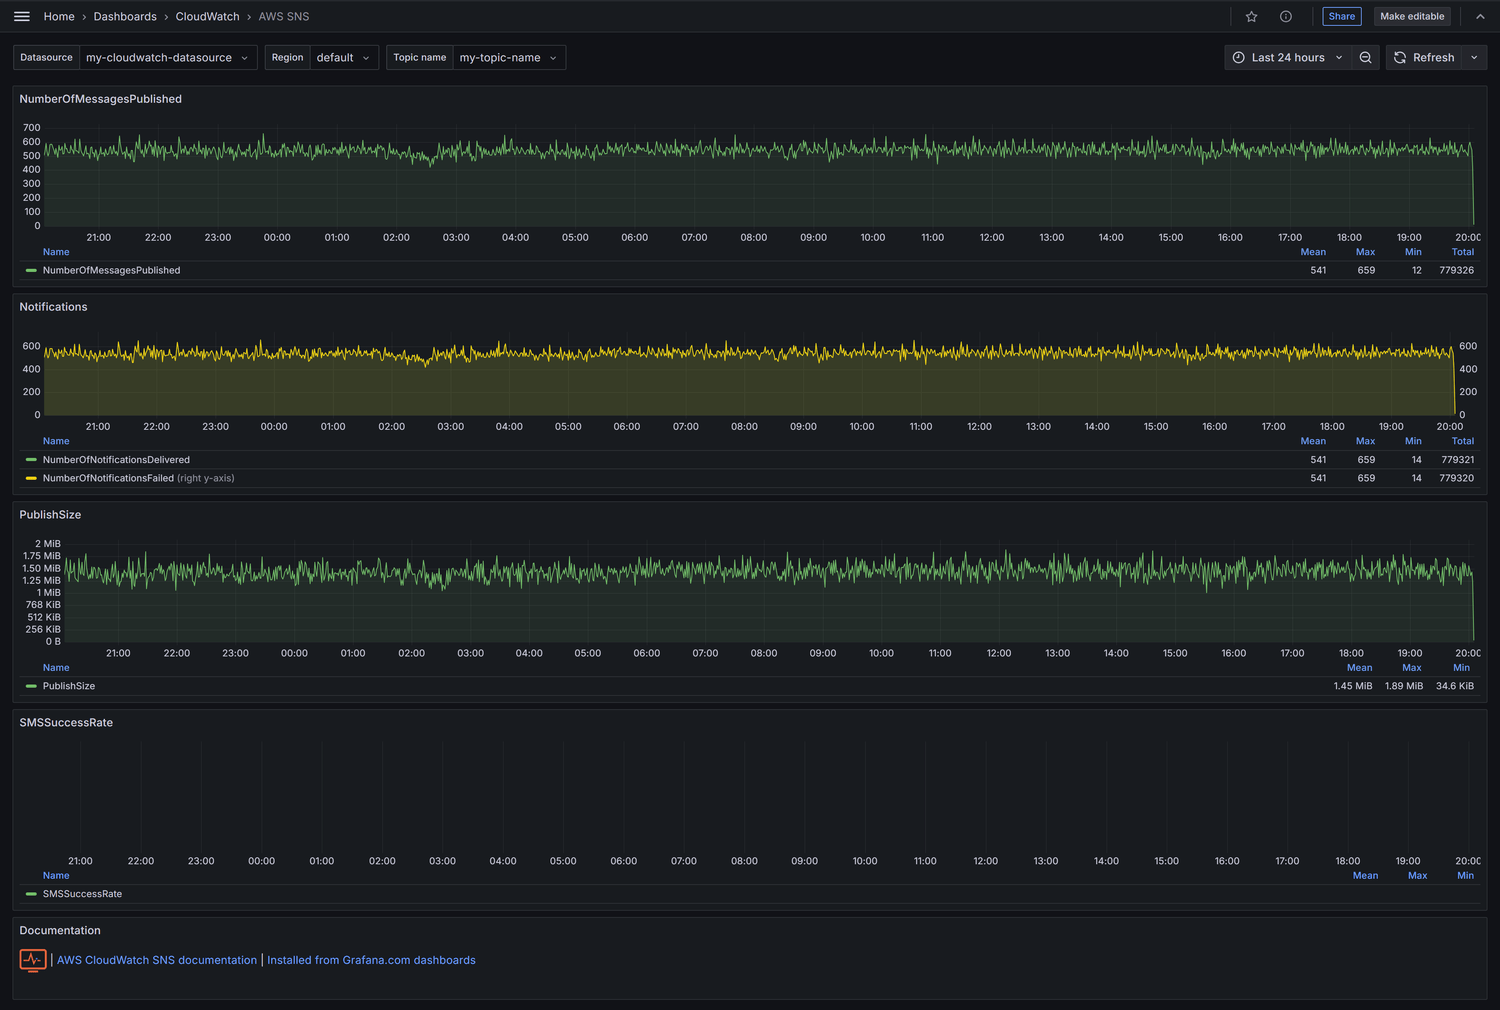 Home › Dashboards › CloudWatch › AWS SNS Share Make editable
Datasource my-cloudwatch-datasource Region default Topic name my-topic-name Last 24 hours Refresh
NumberOfMessagesPublished
700
600
500
400
300
200
100
0
21:00 22:00 23:00 00:00 01:00 02:00 03:00 04:00 05:00 06:00 07:00 08:00 09:00 10:00 11:00 12:00 13:00 14:00 15:00 16:00 17:00 18:00 19:00 20:00
Name Mean Max Min Total
NumberOfMessagesPublished 541 659 12 779326
Notifications
600 600
400 400
200 200
0 0
21:00 22:00 23:00 00:00 01:00 02:00 03:00 04:00 05:00 06:00 07:00 08:00 09:00 10:00 11:00 12:00 13:00 14:00 15:00 16:00 17:00 18:00 19:00 20:00
Name Mean Max Min Total
NumberOfNotificationsDelivered 541 659 14 779321
NumberOfNotificationsFailed (right y-axis) 541 659 14 779320
PublishSize
2 MiB
1.75 MiB
1.50 MiB
1.25 MiB
1 MiB
768 KiB
512 KiB
256 KiB
0 B
21:00 22:00 23:00 00:00 01:00 02:00 03:00 04:00 05:00 06:00 07:00 08:00 09:00 10:00 11:00 12:00 13:00 14:00 15:00 16:00 17:00 18:00 19:00 20:00
Name Mean Max Min
PublishSize 1.45 MiB 1.89 MiB 34.6 KiB
SMSSuccessRate
21:00 22:00 23:00 00:00 01:00 02:00 03:00 04:00 05:00 06:00 07:00 08:00 09:00 10:00 11:00 12:00 13:00 14:00 15:00 16:00 17:00 18:00 19:00 20:00
Name Mean Max Min
SMSSuccessRate
Documentation
| AWS CloudWatch SNS documentation | Installed from Grafana.com dashboards